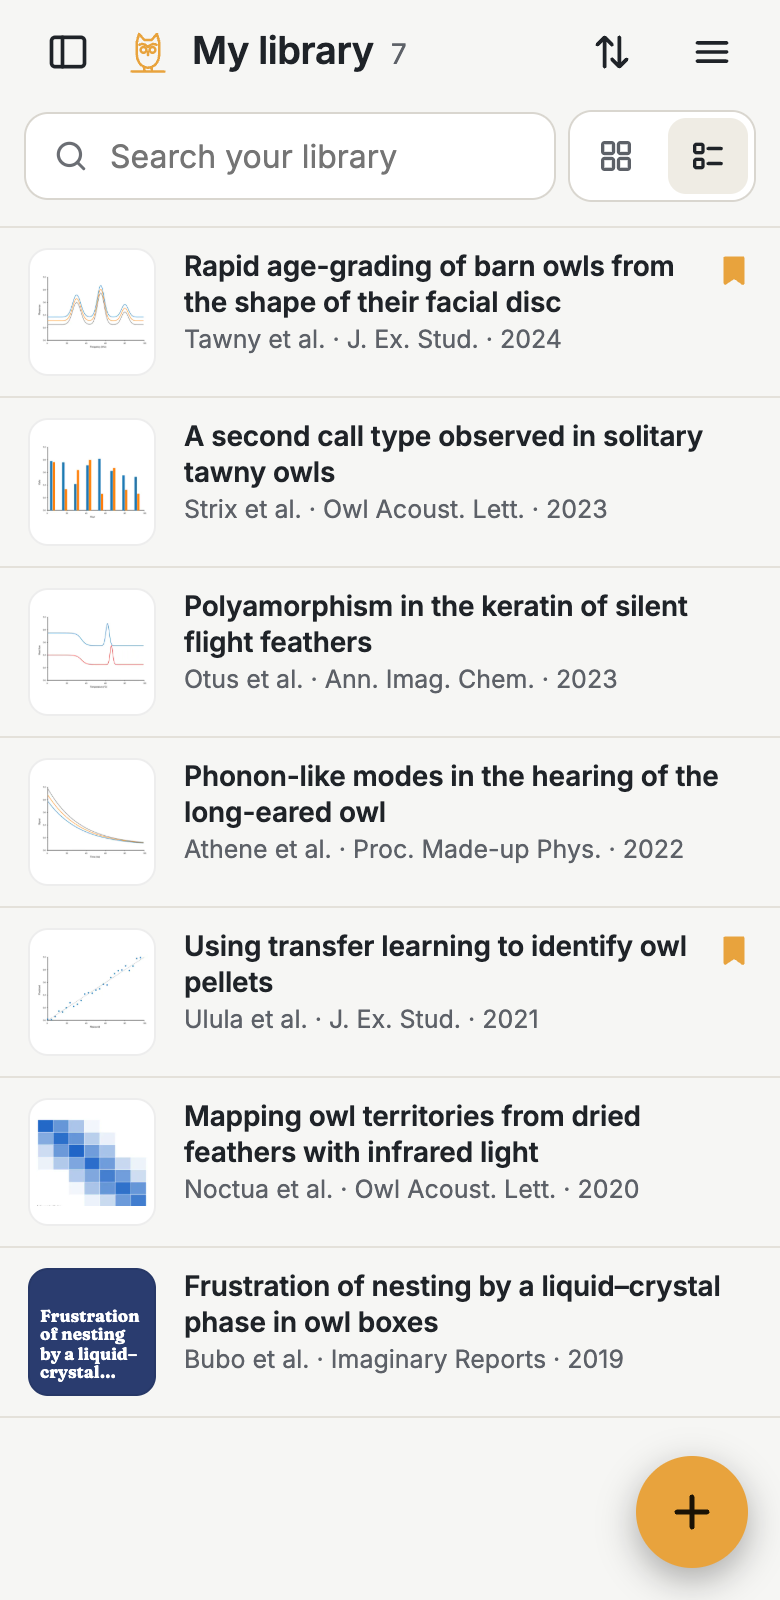 My library 7
Search your library
Rapid age-grading of barn owls from
the shape of their facial disc
Tawny et al. · J. Ex. Stud. · 2024
A second call type observed in solitary
tawny owls
Strix et al. · Owl Acoust. Lett. · 2023
Polyamorphism in the keratin of silent
flight feathers
Otus et al. · Ann. Imag. Chem. · 2023
Phonon-like modes in the hearing of the
long-eared owl
Athene et al. · Proc. Made-up Phys. · 2022
Using transfer learning to identify owl
pellets
Ulula et al. · J. Ex. Stud. · 2021
Mapping owl territories from dried
feathers with infrared light
Noctua et al. · Owl Acoust. Lett. · 2020
Frustration
of nesting
by a liquid–
crystal...
Frustration of nesting by a liquid–crystal
phase in owl boxes
Bubo et al. · Imaginary Reports · 2019